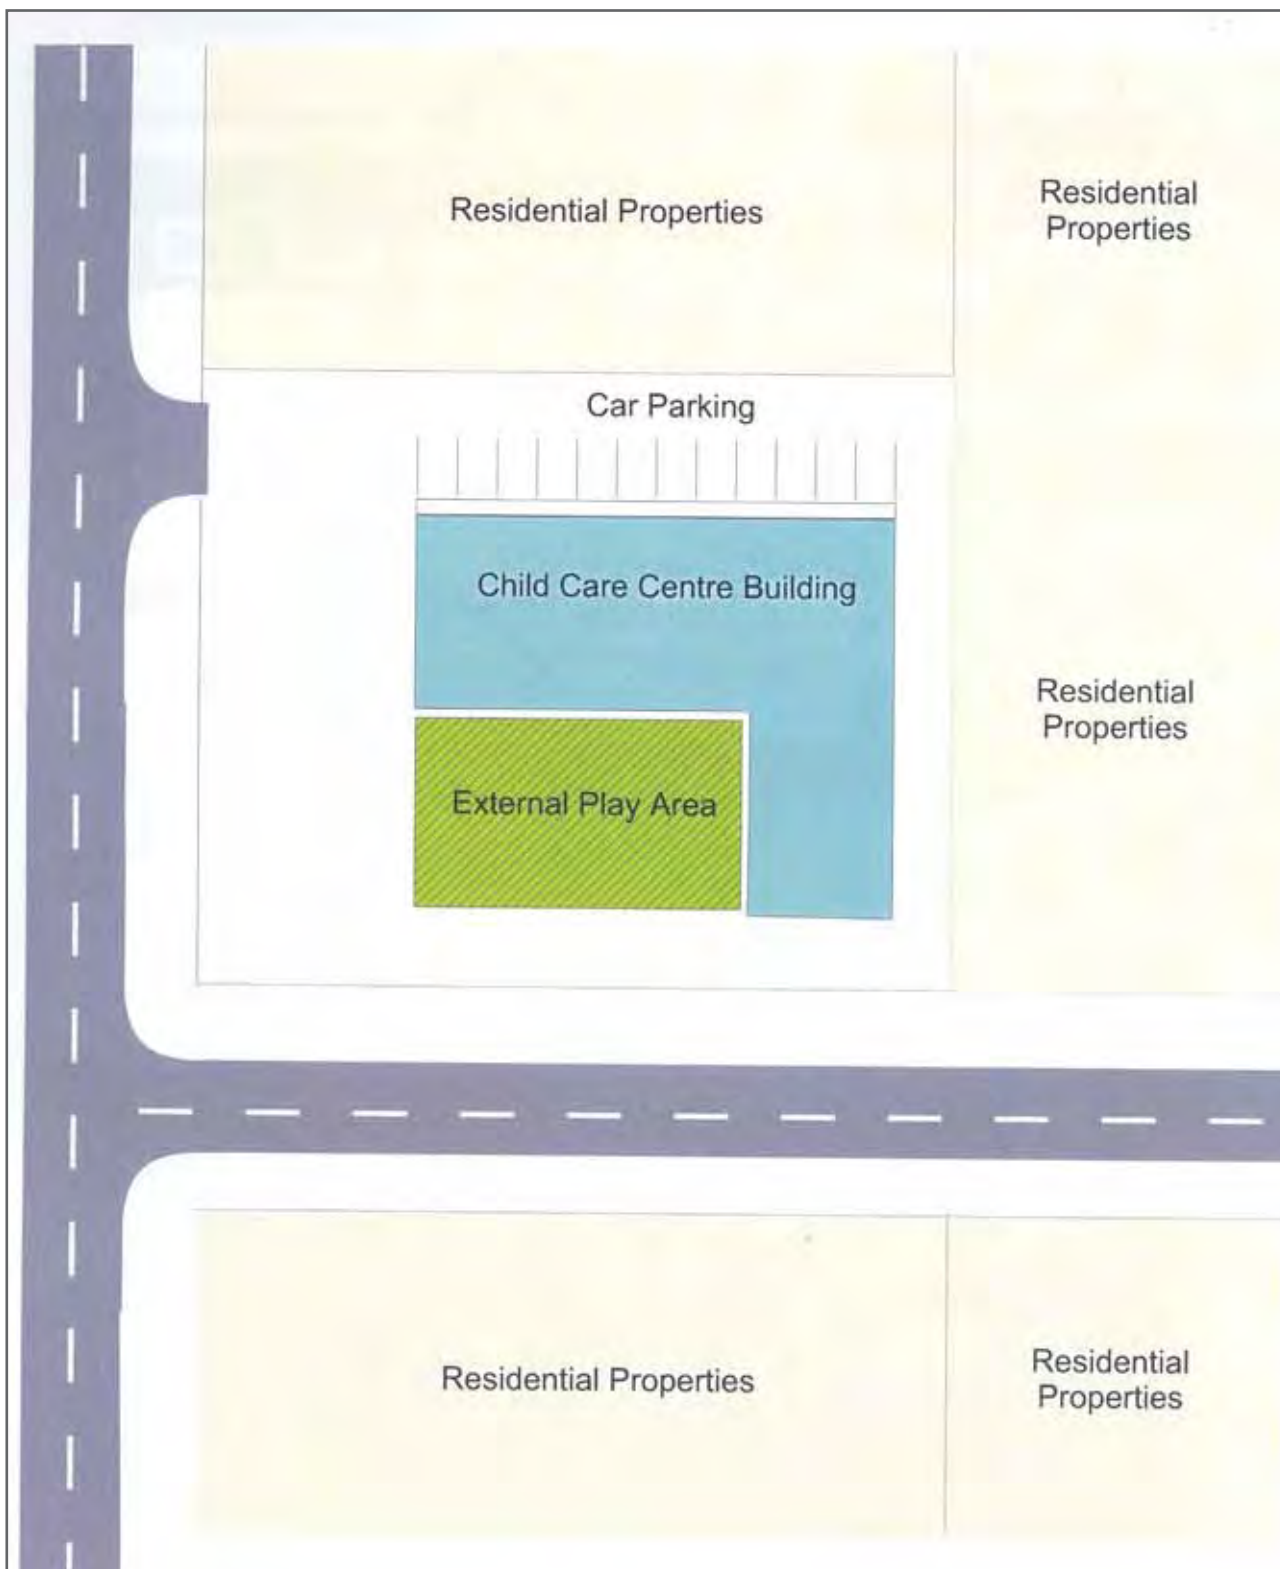 Residential Properties
Residential
Properties
Car Parking
Child Care Centre Building
Residential
Properties
External Play Area
Residential Properties
Residential
Properties